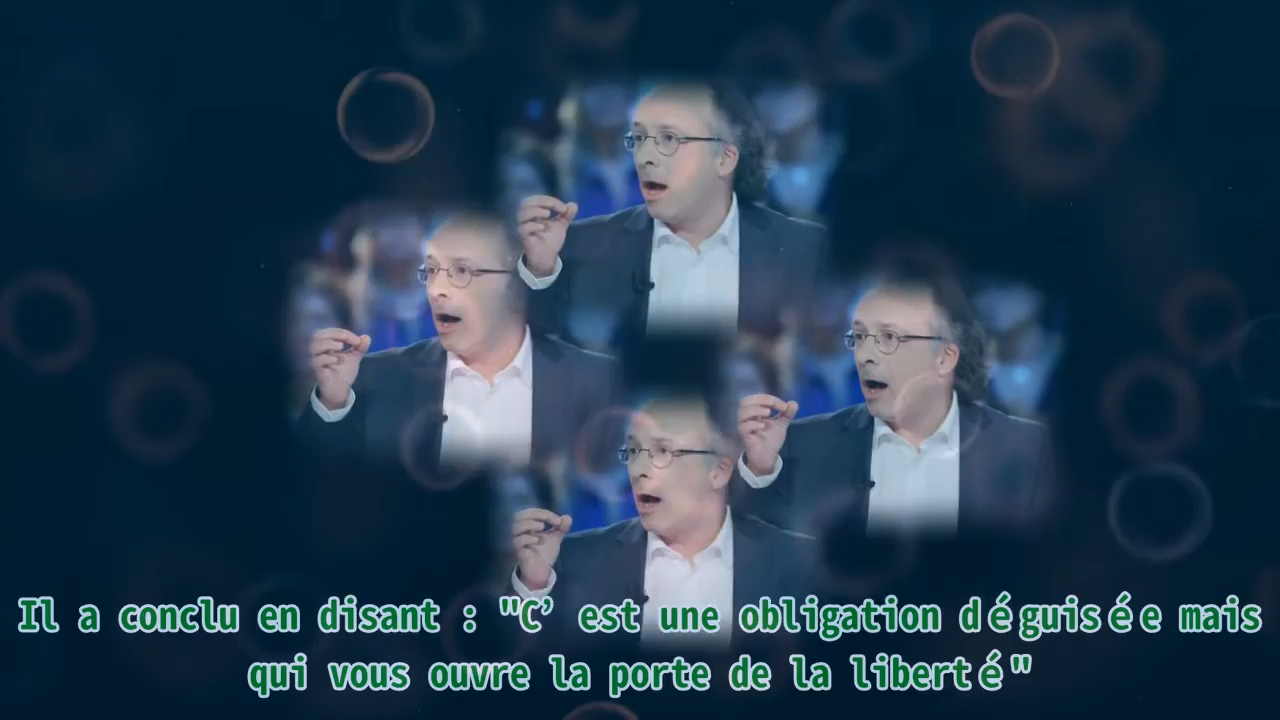 Il a conclu en disant : "C’ est une obligation déguisée mais
qui vous ouvre la porte de la liberté"